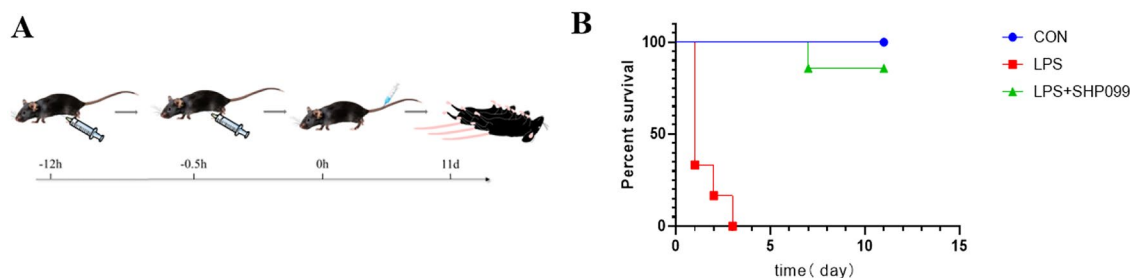 A
-12h
-0.5h
0h
11d
B
Percent survival
100
50
0
0
5
10
15
time( day)
CON
LPS
LPS+SHP099